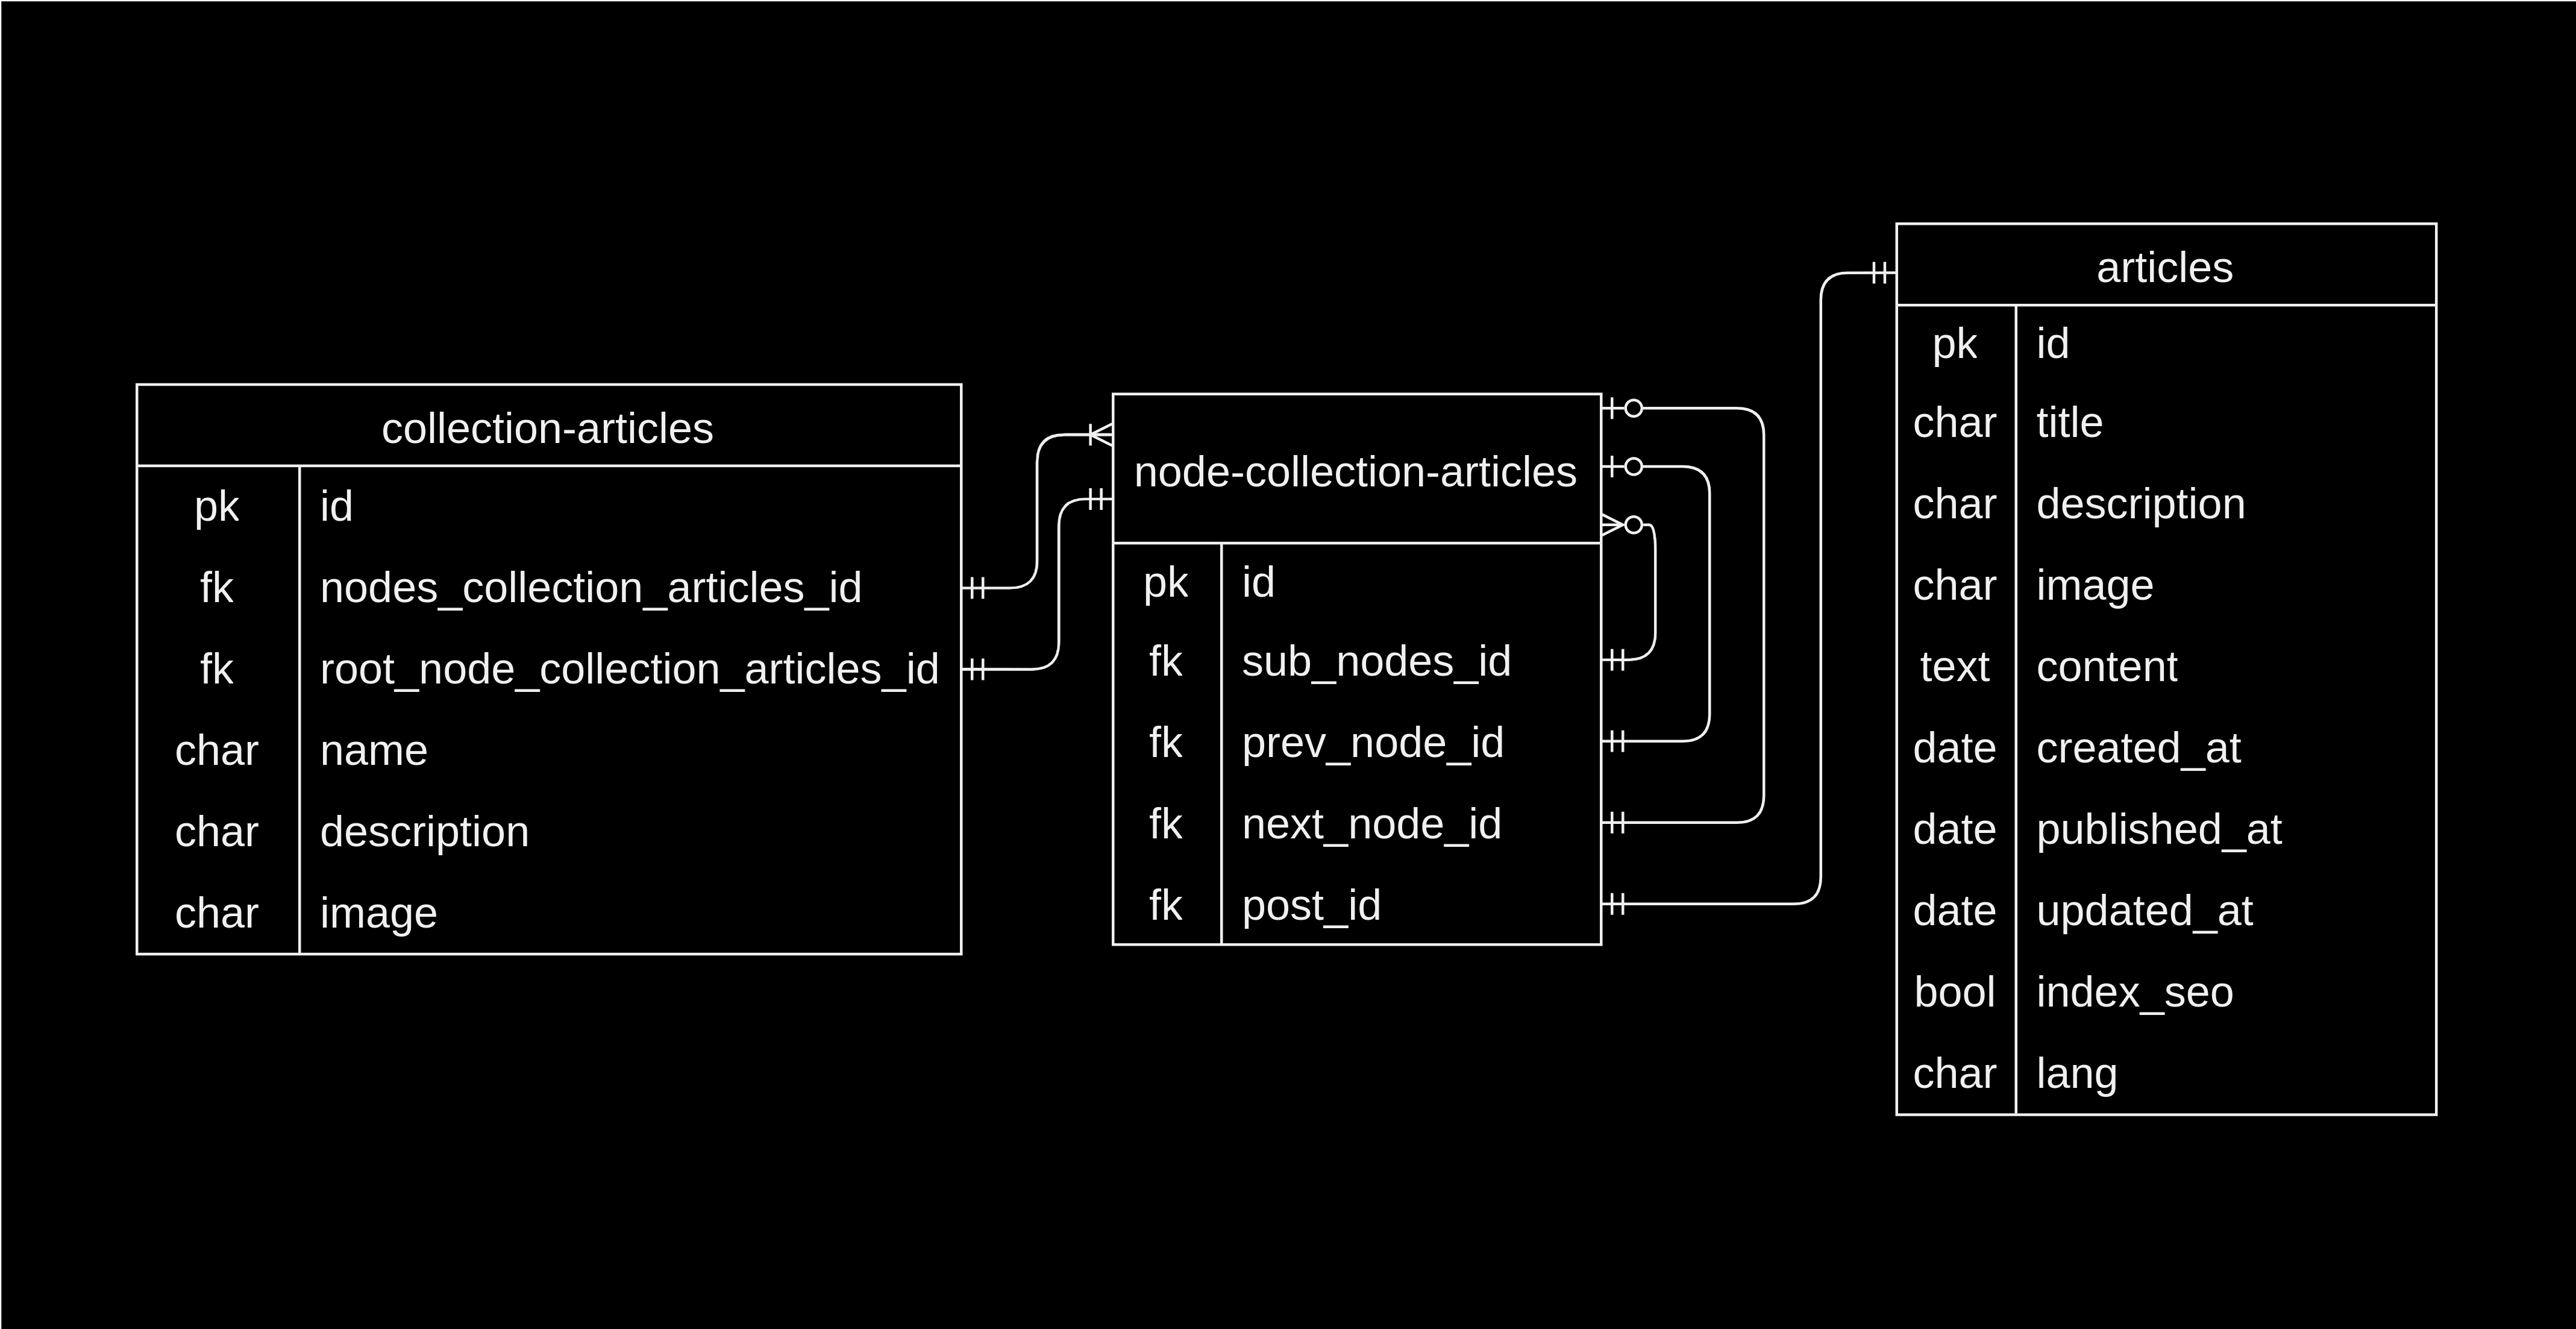 collection-articles
pk id
fk nodes_collection_articles_id
fk root_node_collection_articles_id
char name
char description
char image
node-collection-articles
pk id
fk sub_nodes_id
fk prev_node_id
fk next_node_id
fk post_id
articles
pk id
char title
char description
char image
text content
date created_at
date published_at
date updated_at
bool index_seo
char lang